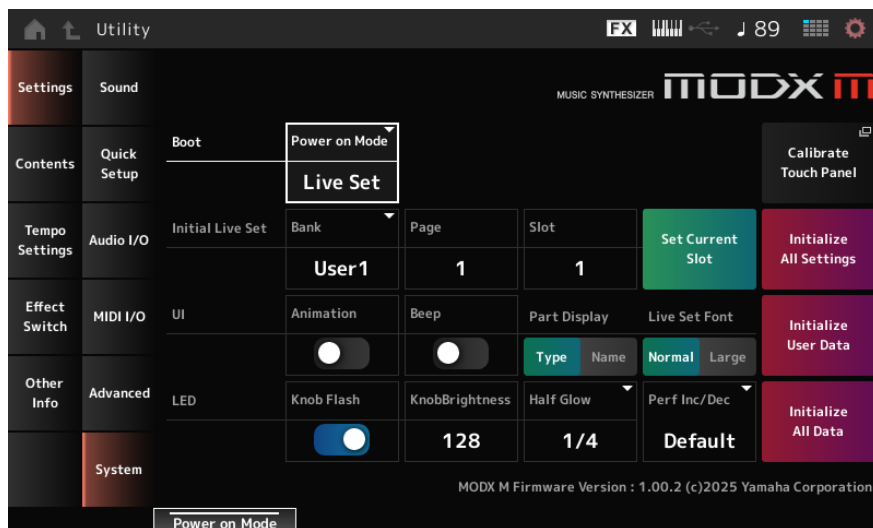 Utility
FX
♩ 89
Settings
Sound
MUSIC SYNTHESIZER MODX M
Boot
Power on Mode
Live Set
Calibrate
Touch Panel
Contents
Quick
Setup
Tempo
Settings
Audio I/O
Initial Live Set
Bank
Page
Slot
User1
1
1
Set Current
Slot
Initialize
All Settings
Effect
Switch
MIDI I/O
UI
Animation
Beep
Part Display
Live Set Font
Type Name
Normal Large
Initialize
User Data
Other
Info
Advanced
LED
Knob Flash
KnobBrightness
Half Glow
Perf Inc/Dec
128
1/4
Default
Initialize
All Data
System
MODX M Firmware Version : 1.00.2 (c)2025 Yamaha Corporation
Power on Mode